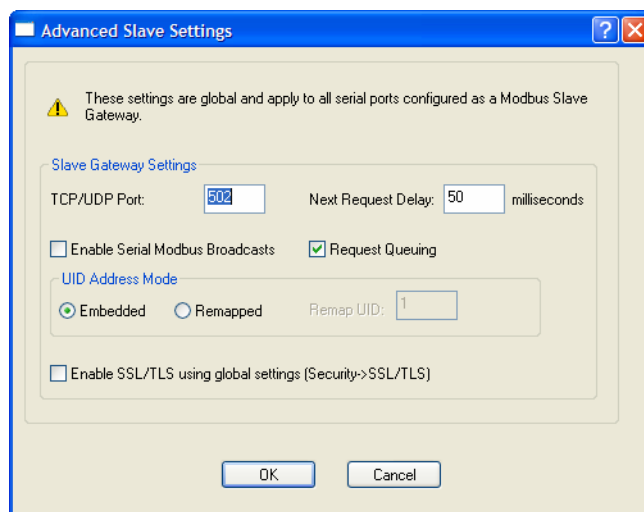 Advanced Slave Settings
These settings are global and apply to all serial ports configured as a Modbus Slave
Gateway.
Slave Gateway Settings
TCP/UDP Port: 502 Next Request Delay: 50 milliseconds
Enable Serial Modbus Broadcasts Request Queuing
UID Address Mode
Embedded Remapped Remap UID: 1
Enable SSL/TLS using global settings (Security->SSL/TLS)
OK Cancel